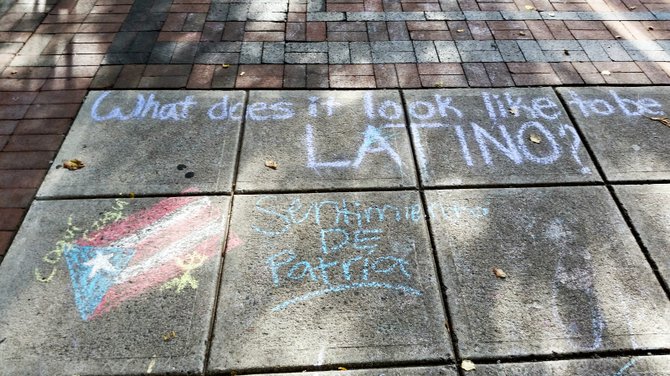 What does it look like to be
LATINO?
Sentimiento
DE
Patria